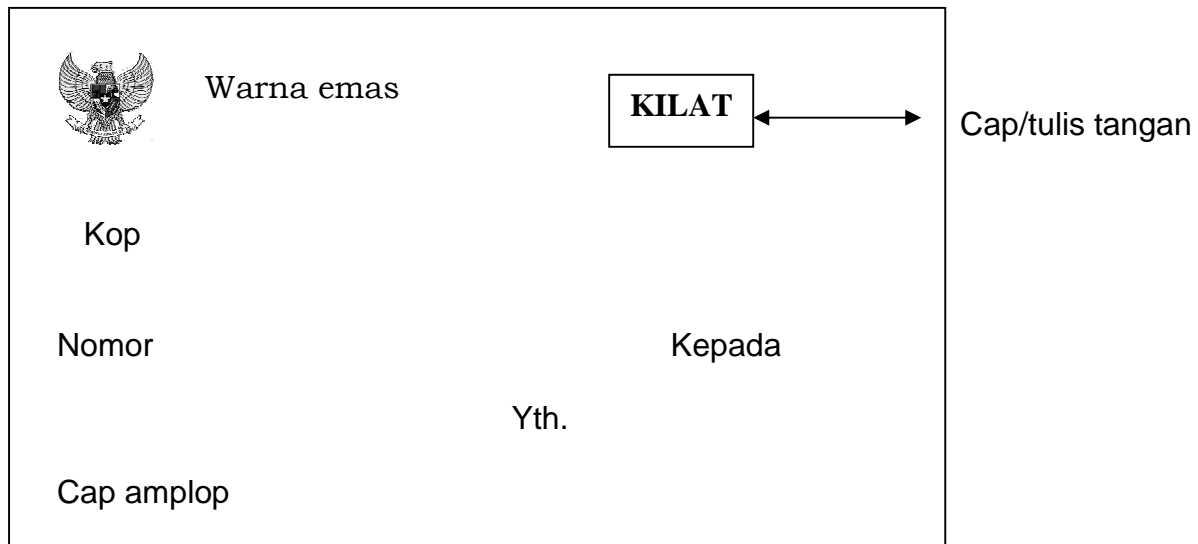 Warna emas
KILAT
Cap/tulis tangan
Kop
Nomor
Kepada
Yth.
Cap amplop